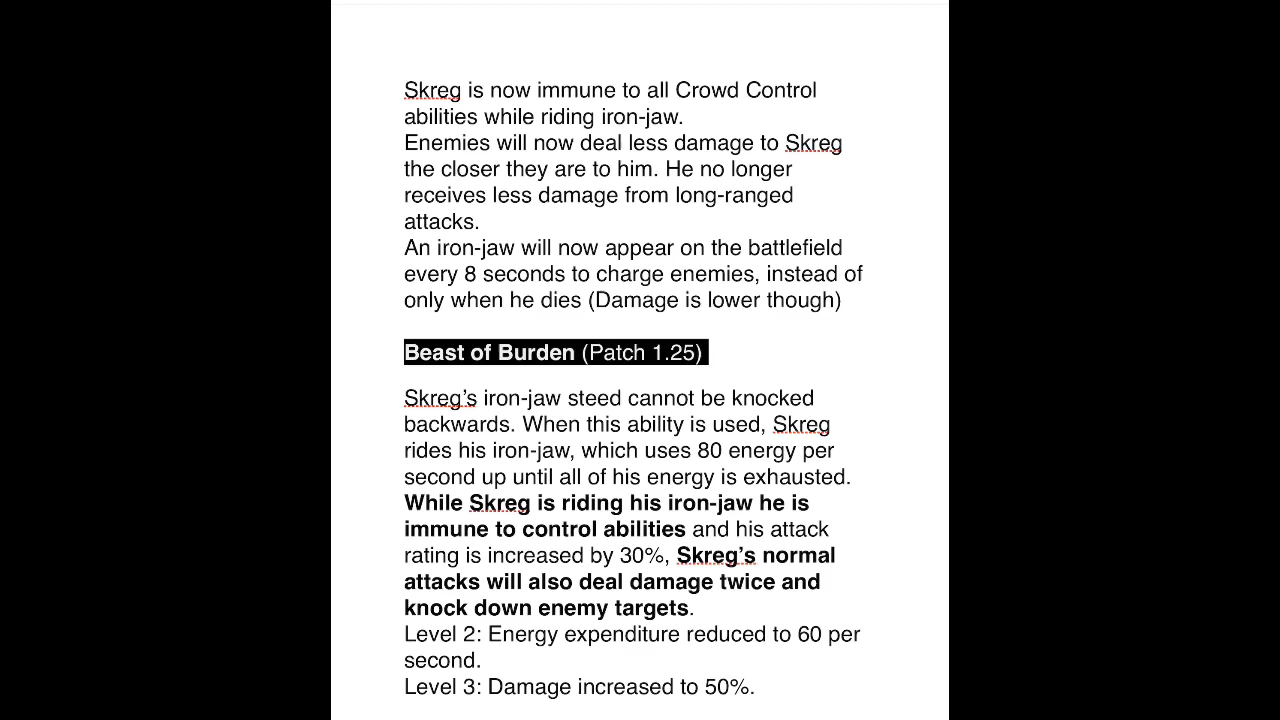 Skreg is now immune to all Crowd Control
abilities while riding iron-jaw.
Enemies will now deal less damage to Skreg
the closer they are to him. He no longer
receives less damage from long-ranged
attacks.
An iron-jaw will now appear on the battlefield
every 8 seconds to charge enemies, instead of
only when he dies (Damage is lower though)
Beast of Burden (Patch 1.25)
Skreg’s iron-jaw steed cannot be knocked
backwards. When this ability is used, Skreg
rides his iron-jaw, which uses 80 energy per
second up until all of his energy is exhausted.
While Skreg is riding his iron-jaw he is
immune to control abilities and his attack
rating is increased by 30%, Skreg’s normal
attacks will also deal damage twice and
knock down enemy targets.
Level 2: Energy expenditure reduced to 60 per
second.
Level 3: Damage increased to 50%.